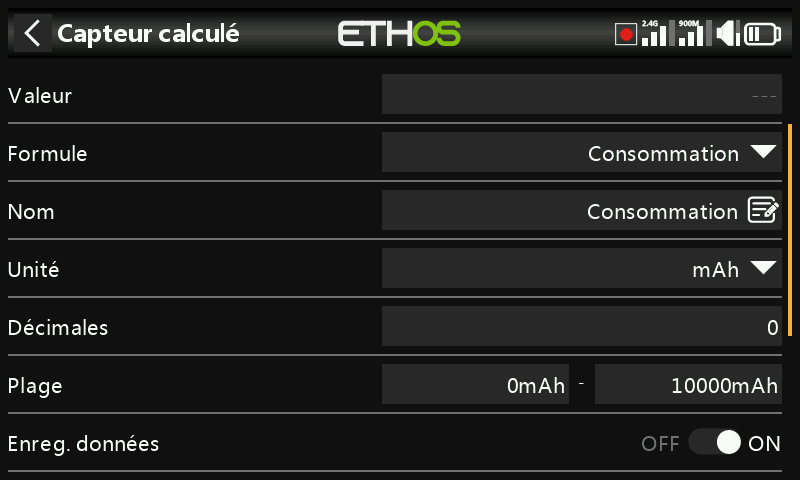 Capteur calculé ETHOS 2.4G 900M
Valeur ---
Formule Consommation
Nom Consommation
Unité mAh
Décimales 0
Plage 0mAh - 10000mAh
Enreg. données OFF ON